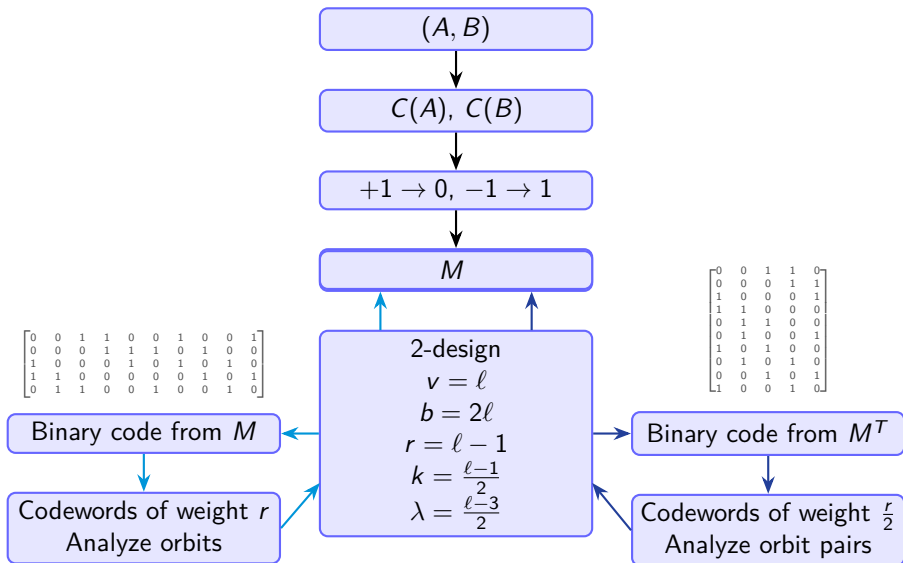 (A, B)
C(A), C(B)
+1 → 0, −1 → 1
M
0 0 1 1 0 0 1 0 0 1
0 0 0 1 1 1 0 1 0 0
1 0 0 0 1 0 1 0 1 0
1 1 0 0 0 0 0 1 0 1
0 1 1 0 0 1 0 0 1 0
Binary code from M
Codewords of weight r
Analyze orbits
2-design
v = ℓ
b = 2ℓ
r = ℓ − 1
k = (ℓ−1)/2
λ = (ℓ−3)/2
0 0 1 1 0
0 0 0 1 1
1 0 0 0 1
1 1 0 0 0
0 1 1 0 0
0 1 0 0 1
1 0 1 0 0
0 1 0 1 0
0 0 1 0 1
1 0 0 1 0
Binary code from M^T
Codewords of weight r/2
Analyze orbit pairs